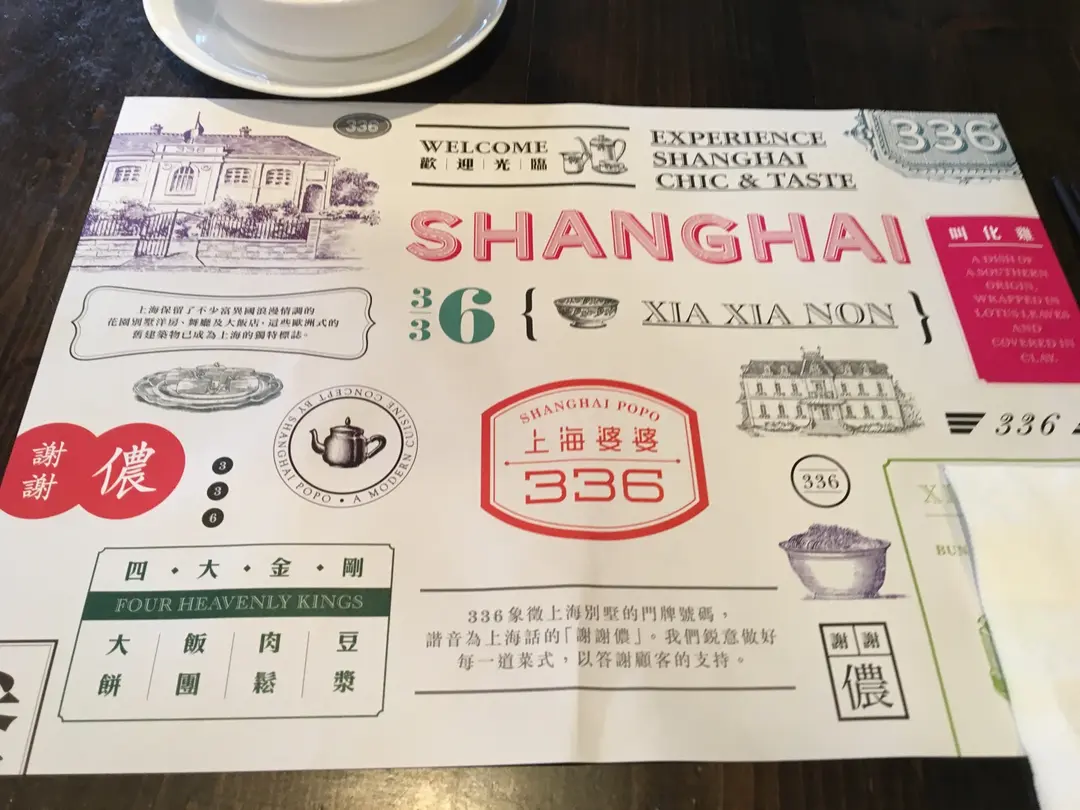 336
336
WELCOME
歡迎光臨
EXPERIENCE
SHANGHAI
CHIC & TASTE
336
SHANGHAI
336
XIA XIA NON
叫化雞
A DISH OF
A SOUTHERN
ORIGIN,
WRAPPED IN
LOTUS LEAVES
AND
COVERED IN
CLAY.
上海保留了不少富異國浪漫情調的
花園別墅洋房、舞廳及大飯店,這些歐洲式的
舊建築物已成為上海的獨特標誌。
謝謝
儂
3
3
6
A MODERN CUISINE CONCEPT BY SHANGHAI POPO
SHANGHAI POPO
上海婆婆
336
336
336
四大金剛
FOUR HEAVENLY KINGS
大餅
飯團
肉鬆
豆漿
336象徵上海別墅的門牌號碼,
諧音為上海話的「謝謝儂」。我們銳意做好
每一道菜式,以答謝顧客的支持。
謝謝
儂
BUN